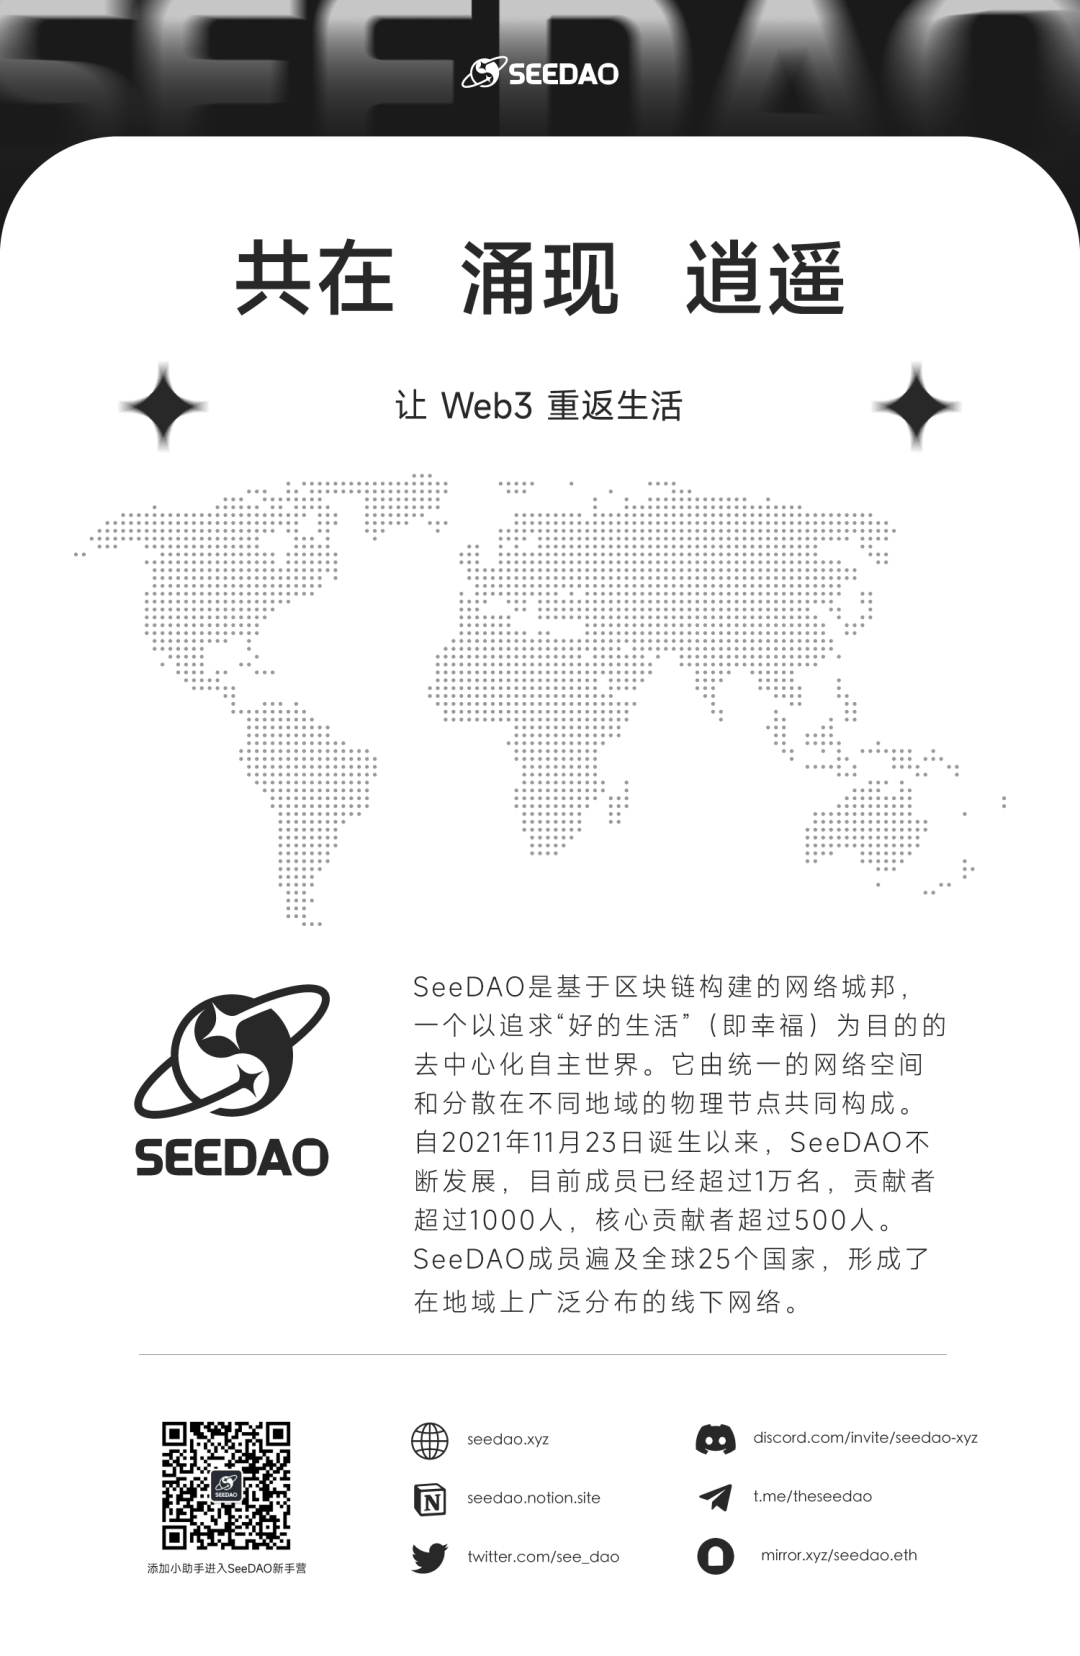 SEEDAO
SEEDAO
共在 涌现 逍遥
让 Web3 重返生活
SEEDAO
SeeDAO是基于区块链构建的网络城邦，
一个以追求“好的生活”（即幸福）为目的的
去中心化自主世界。它由统一的网络空间
和分散在不同地域的物理节点共同构成。
自2021年11月23日诞生以来，SeeDAO不
断发展，目前成员已经超过1万名，贡献者
超过1000人，核心贡献者超过500人。
SeeDAO成员遍及全球25个国家，形成了
在地域上广泛分布的线下网络。
SEEDAO
添加小助手进入SeeDAO新手营
seedao.xyz
discord.com/invite/seedao-xyz
seedao.notion.site
t.me/theseedao
twitter.com/see_dao
mirror.xyz/seedao.eth